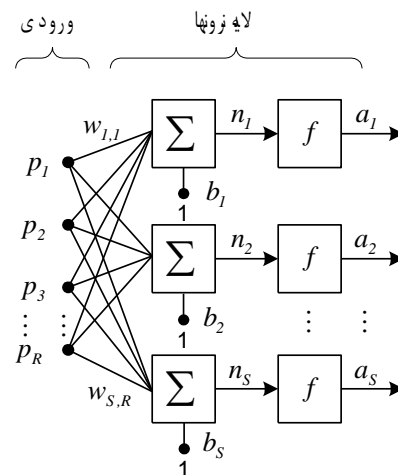 ورودی
لایه نرونها
w1,1
n1
a1
Σ
f
p1
b1
1
p2
n2
a2
Σ
f
p3
b2
1
pR
wS,R
nS
aS
Σ
f
bS
1